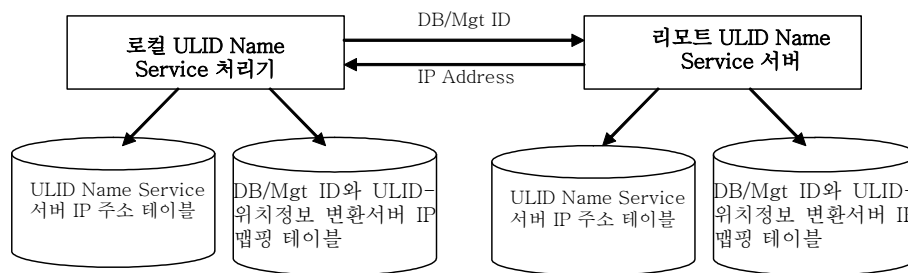 DB/Mgt ID
로컬 ULID Name
Service 처리기
리모트 ULID Name
Service 서버
IP Address
ULID Name Service
서버 IP 주소 테이블
DB/Mgt ID와 ULID-
위치정보 변환서버 IP
맵핑 테이블
ULID Name Service
서버 IP 주소 테이블
DB/Mgt ID와 ULID-
위치정보 변환서버 IP
맵핑 테이블